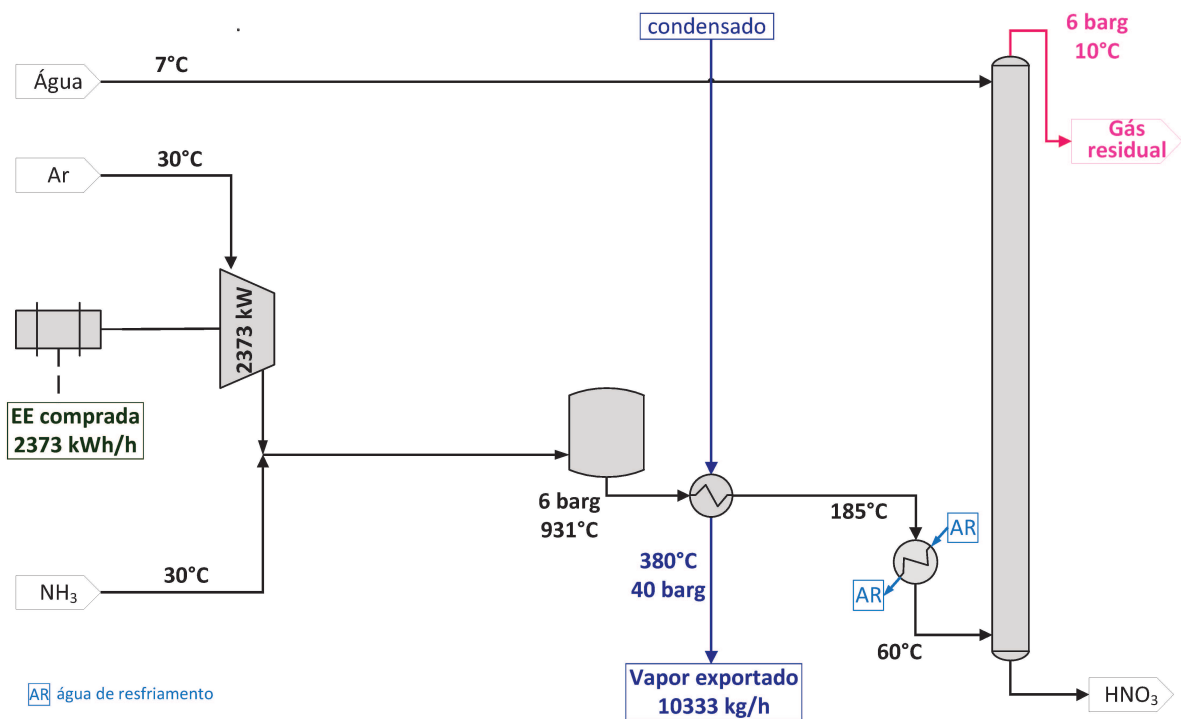 condensado
6 barg
10°C
7°C
Água
Gás
residual
30°C
Ar
2373 kW
EE comprada
2373 kWh/h
6 barg
931°C
185°C
AR
380°C
40 barg
AR
30°C
NH₃
60°C
Vapor exportado
10333 kg/h
AR água de resfriamento
HNO₃